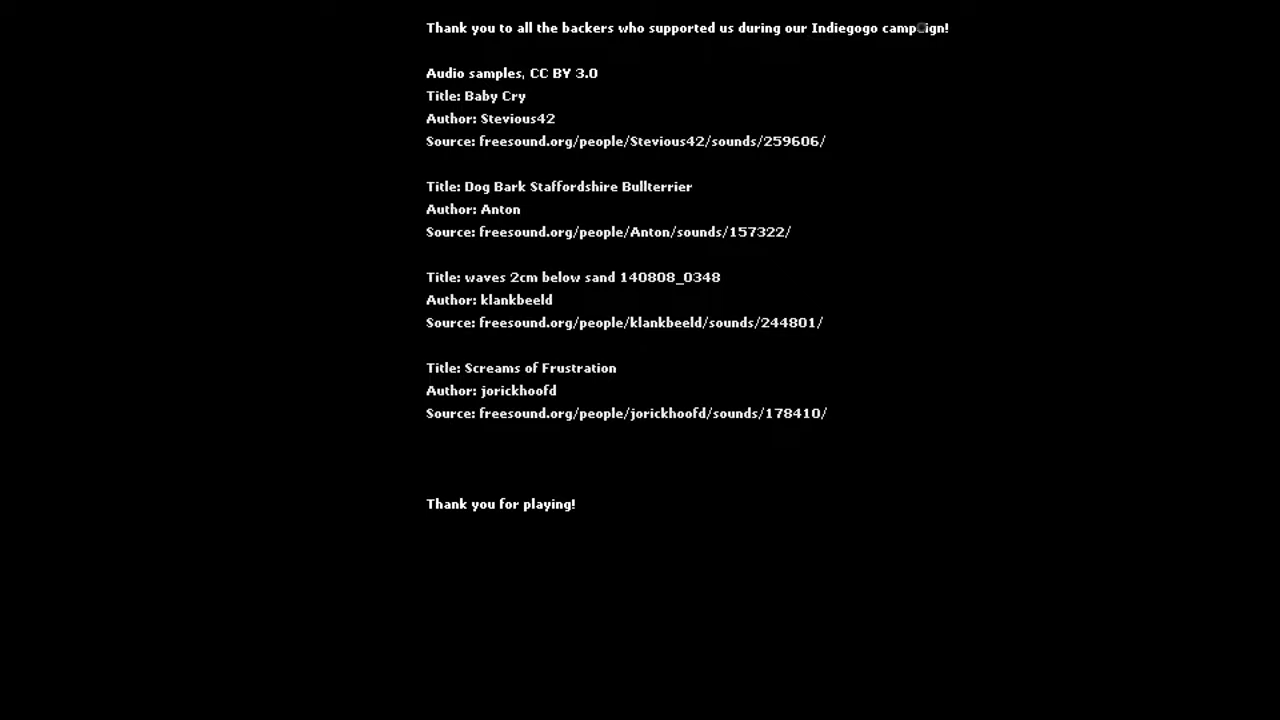 Thank you to all the backers who supported us during our Indiegogo campaign!
Audio samples, CC BY 3.0
Title: Baby Cry
Author: Stevious42
Source: freesound.org/people/Stevious42/sounds/259606/
Title: Dog Bark Staffordshire Bullterrier
Author: Anton
Source: freesound.org/people/Anton/sounds/157322/
Title: waves 2cm below sand 140808_0348
Author: klankbeeld
Source: freesound.org/people/klankbeeld/sounds/244801/
Title: Screams of Frustration
Author: jorickhoofd
Source: freesound.org/people/jorickhoofd/sounds/178410/
Thank you for playing!